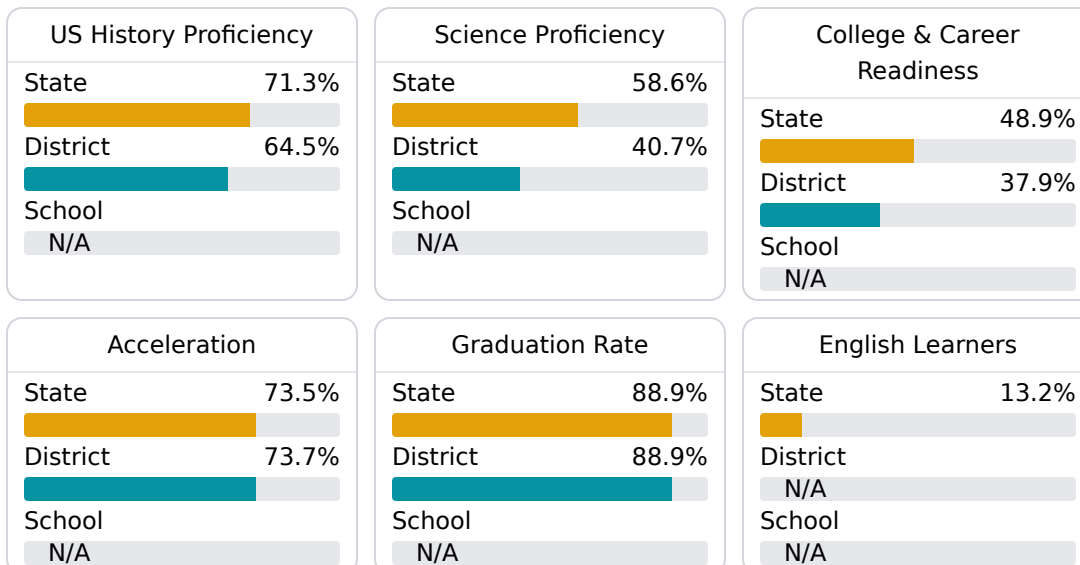 US History Proficiency
State 71.3%
District 64.5%
School
N/A
Science Proficiency
State 58.6%
District 40.7%
School
N/A
College & Career
Readiness
State 48.9%
District 37.9%
School
N/A
Acceleration
State 73.5%
District 73.7%
School
N/A
Graduation Rate
State 88.9%
District 88.9%
School
N/A
English Learners
State 13.2%
District
N/A
School
N/A